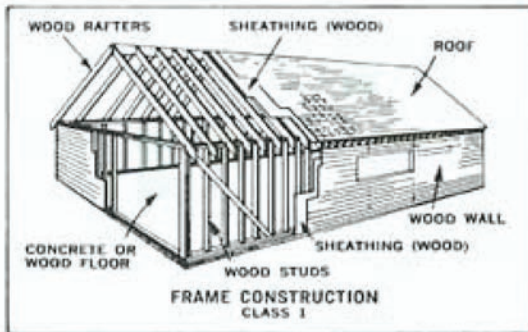 WOOD RAFTERS
SHEATHING (WOOD)
ROOF
CONCRETE OR
WOOD FLOOR
WOOD STUDS
SHEATHING (WOOD)
WOOD WALL
FRAME CONSTRUCTION
CLASS 1